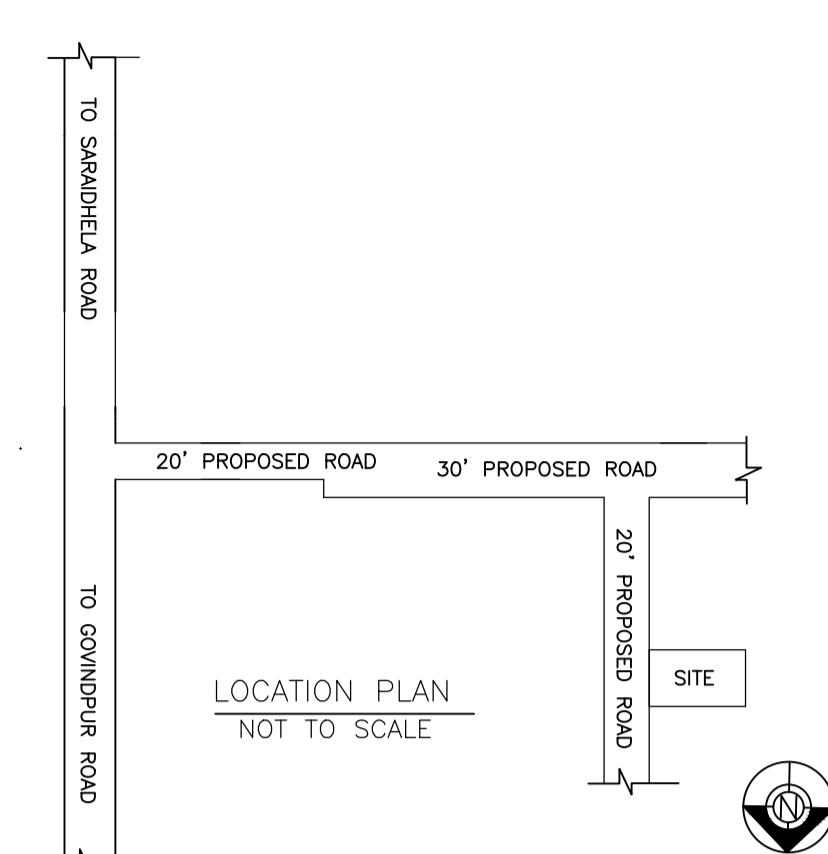 TO SARAIDHELA ROAD
20' PROPOSED ROAD
30' PROPOSED ROAD
20' PROPOSED ROAD
TO GOVINDPUR ROAD
SITE
LOCATION PLAN
NOT TO SCALE
N